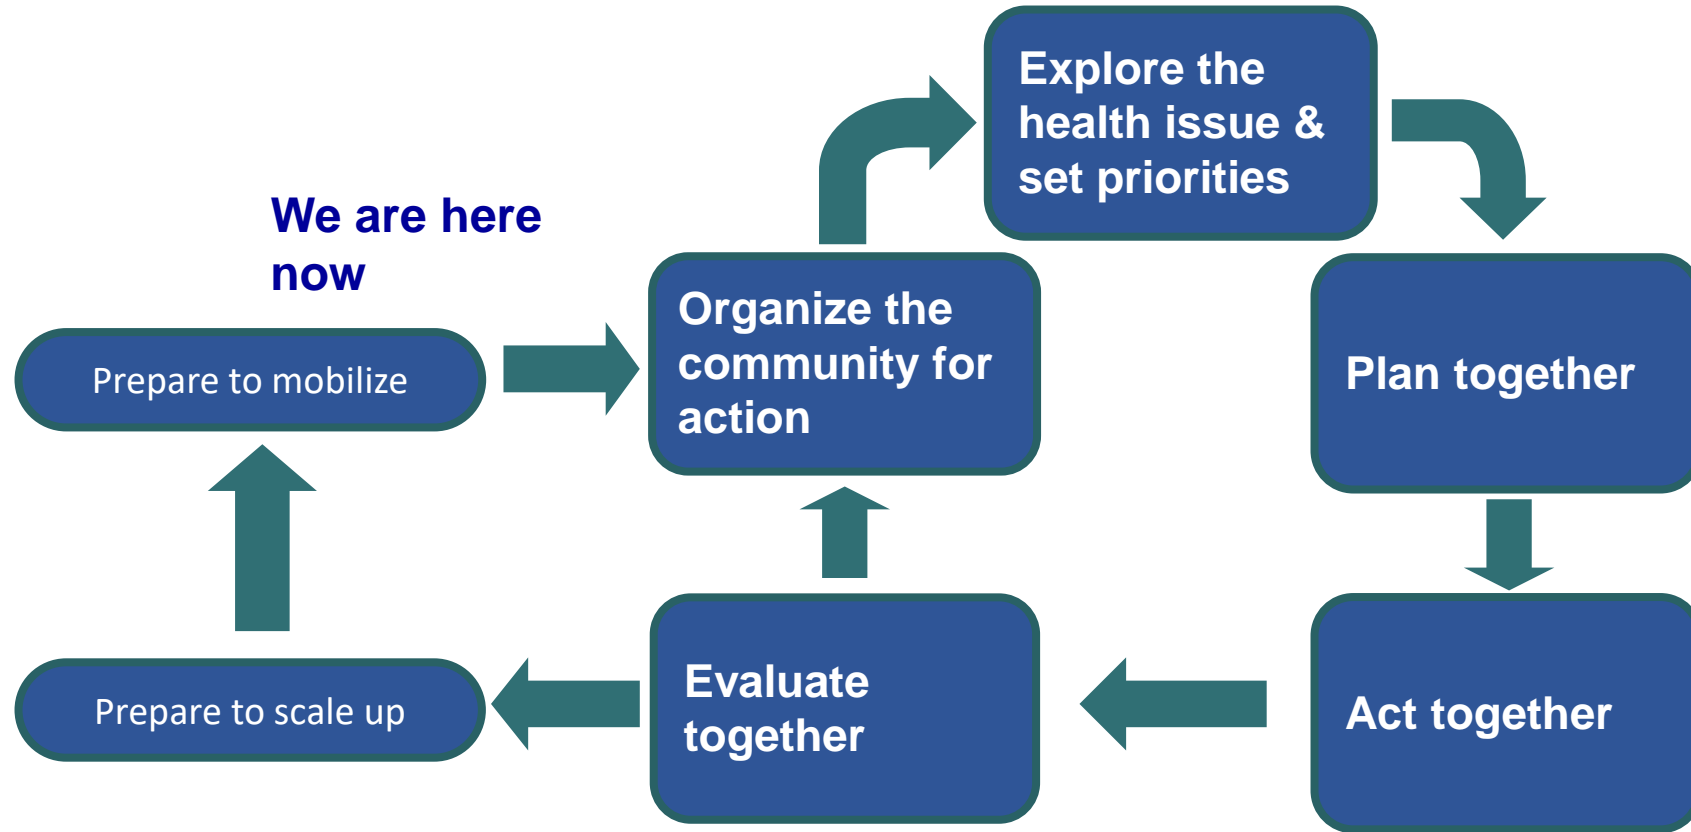 We are here
now
Prepare to mobilize
Organize the
community for
action
Explore the
health issue &
set priorities
Plan together
Act together
Evaluate
together
Prepare to scale up